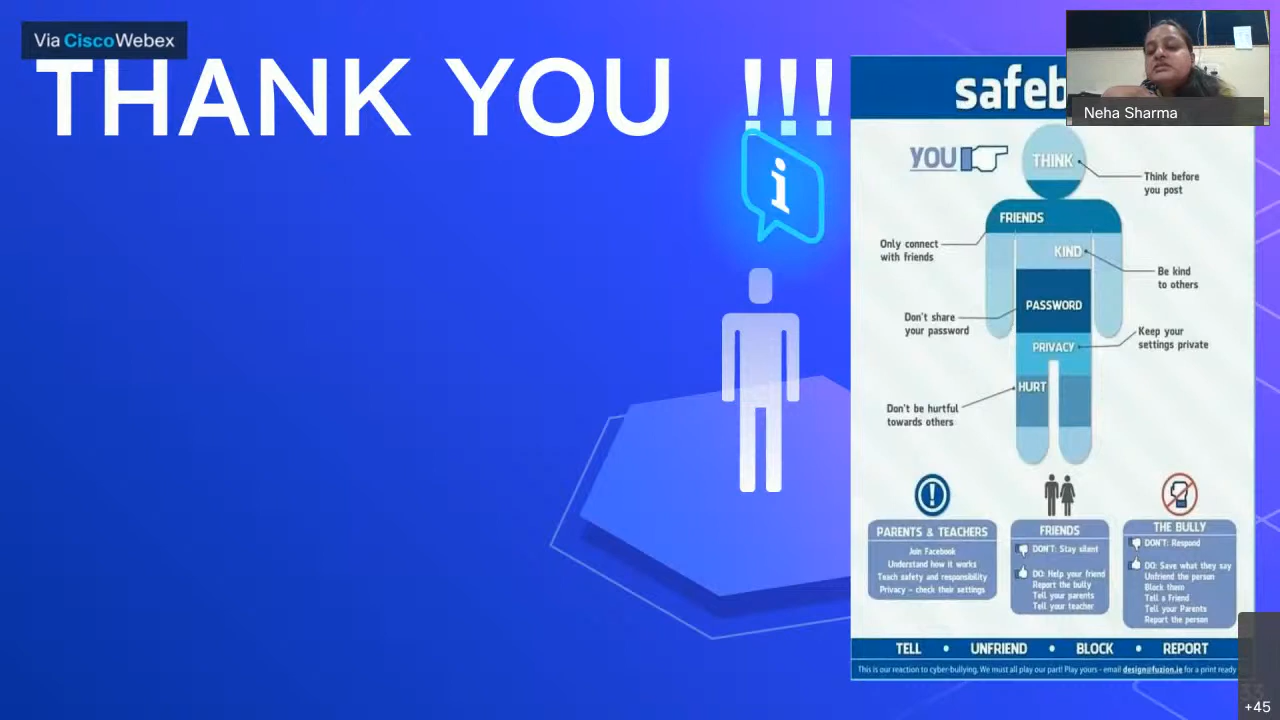 Via CiscoWebex
THANK YOU !!!
safeb
Neha Sharma
YOU
THINK
Think before
you post
FRIENDS
Only connect
with friends
KIND
Be kind
to others
PASSWORD
Don't share
your password
Keep your
settings private
PRIVACY
HURT
Don't be hurtful
towards others
PARENTS & TEACHERS
Join Facebook
Understand how it works
Teach safety and responsibility
Privacy – check their settings
FRIENDS
DON'T: Stay silent
DO: Help your friend
Report the bully
Tell your parents
Tell your teacher
THE BULLY
DON'T: Respond
DO: Save what they say
Unfriend the person
Block them
Tell a Friend
Tell your Parents
Report the person
TELL • UNFRIEND • BLOCK • REPORT
This is our reaction to cyber-bullying. We must all play our part! Play yours - email design@fuzion.ie for a print ready
+45